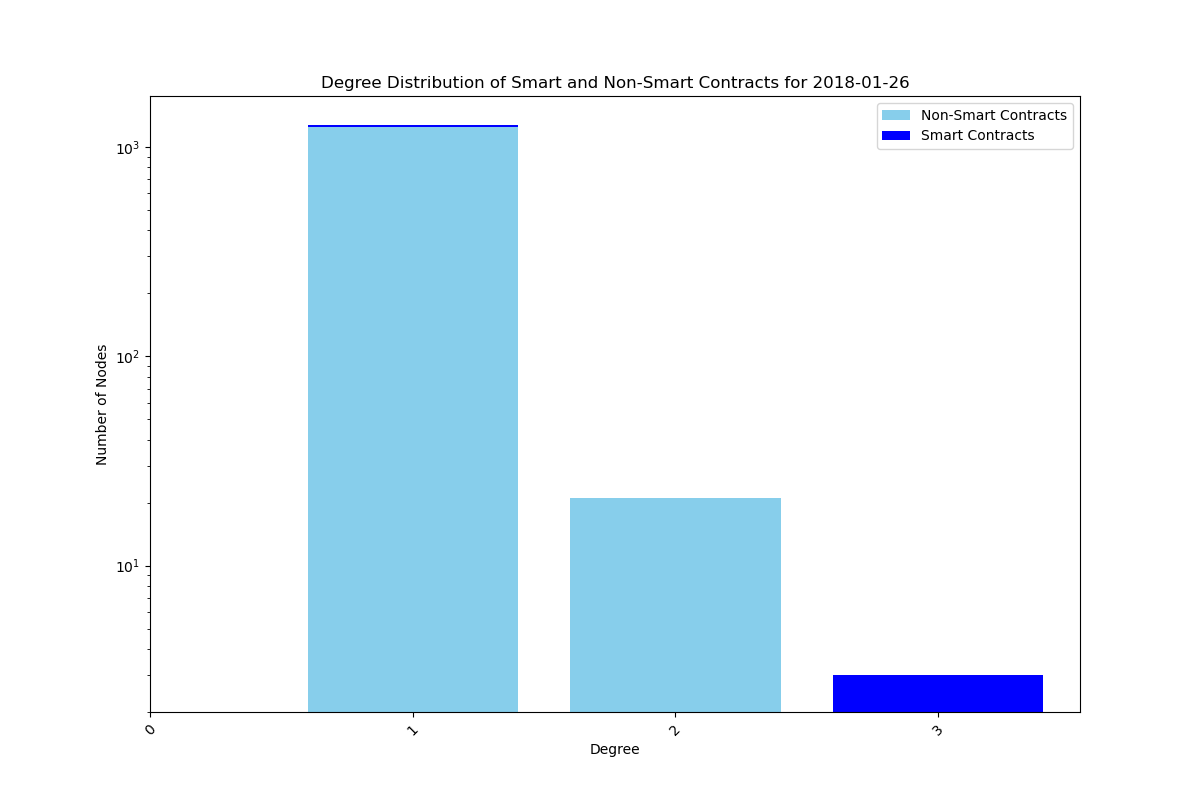 Degree Distribution of Smart and Non-Smart Contracts for 2018-01-26
Non-Smart Contracts
Smart Contracts
Number of Nodes
10³
10²
10¹
0
1
2
3
Degree